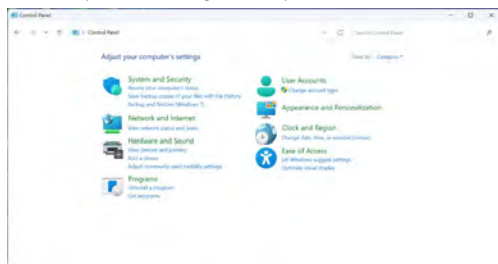 Control Panel
Control Panel
Search Control Panel
Adjust your computer's settings
View by: Category
System and Security
Review your computer's status
Save backup copies of your files with File History
Backup and Restore (Windows 7)
Network and Internet
View network status and tasks
Hardware and Sound
View devices and printers
Add a device
Adjust commonly used mobility settings
Programs
Uninstall a program
Get programs
User Accounts
Change account type
Appearance and Personalization
Clock and Region
Change date, time, or number formats
Ease of Access
Let Windows suggest settings
Optimize visual display